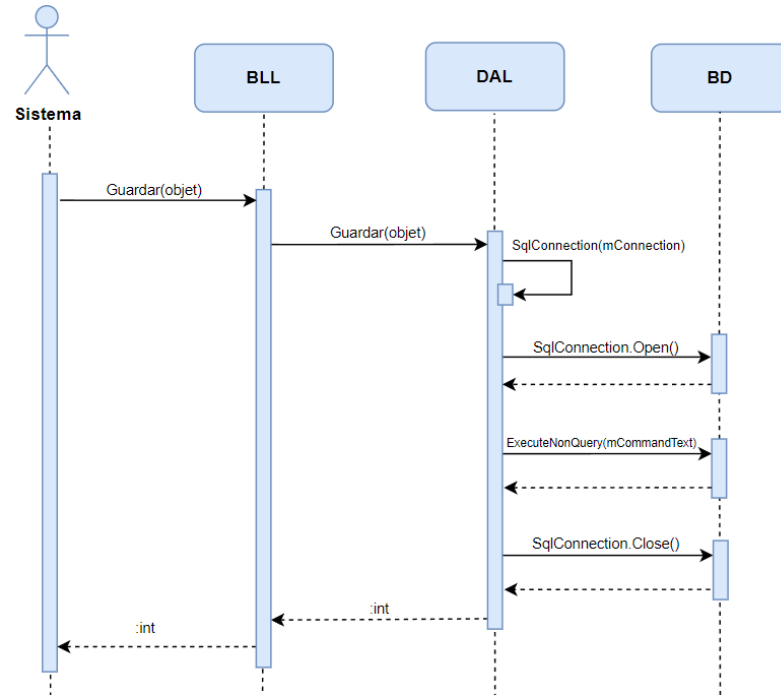 Sistema
BLL
DAL
BD
Guardar(objet)
Guardar(objet)
SqlConnection(mConnection)
SqlConnection.Open()
ExecuteNonQuery(mCommandText)
SqlConnection.Close()
:int
:int